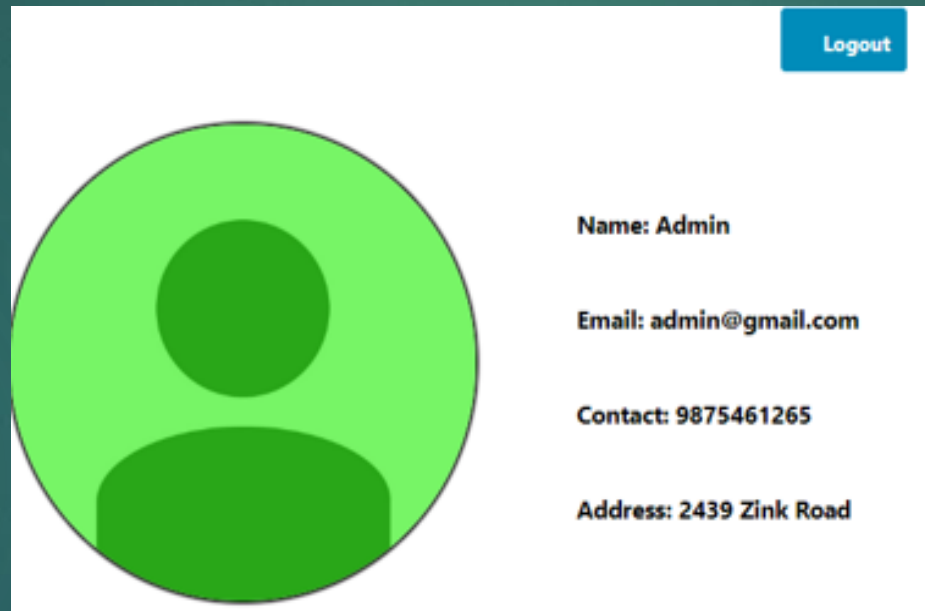 Logout
Name: Admin
Email: admin@gmail.com
Contact: 9875461265
Address: 2439 Zink Road